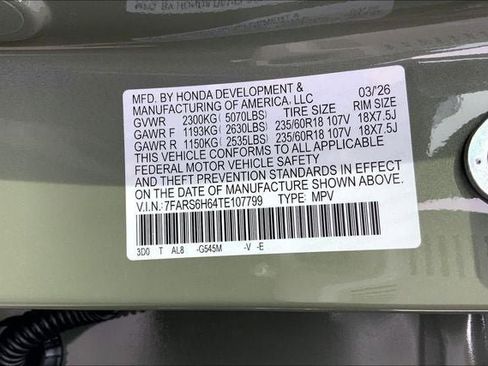 MFD. BY HONDA DEVELOPMENT & 03/26
MANUFACTURING OF AMERICA, LLC
GVWR 2300KG( 5070LBS) TIRE SIZE RIM SIZE
GAWR F 1193KG( 2630LBS) 235/60R18 107V 18X7.5J
GAWR R 1150KG( 2535LBS) 235/60R18 107V 18X7.5J
THIS VEHICLE CONFORMS TO ALL APPLICABLE
FEDERAL MOTOR VEHICLE SAFETY
AND THEFT PREVENTION STANDARDS IN EFFECT
ON THE DATE OF MANUFACTURE SHOWN ABOVE.
V.I.N.: 7FARS6H64TE107799 TYPE: MPV
3D0 T AL8 -G545M -V -E